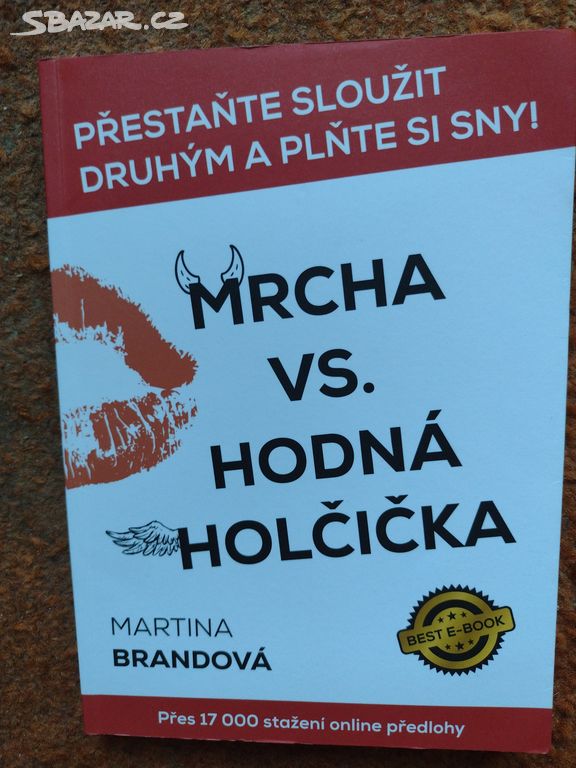 SBAZAR.CZ
PŘESTAŇTE SLOUŽIT
DRUHÝM A PLŇTE SI SNY!
MRCHA
VS.
HODNÁ
HOLČIČKA
MARTINA
BRANDOVÁ
BEST E-BOOK
Přes 17 000 stažení online předlohy